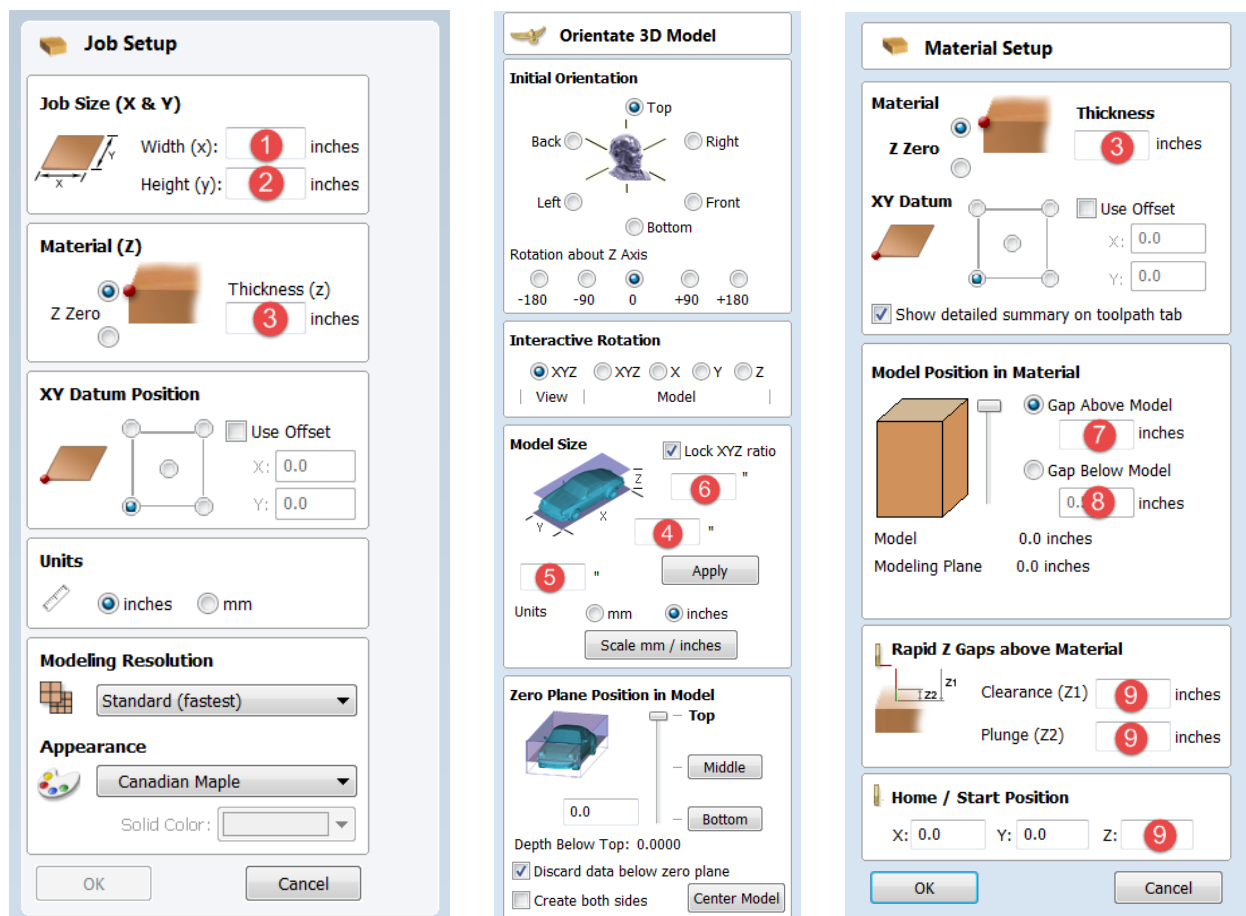 Job Setup
Job Size (X & Y)
Width (x): 1 inches
Height (y): 2 inches
Y
X
Material (Z)
Z Zero
Thickness (z)
3 inches
XY Datum Position
Use Offset
X: 0.0
Y: 0.0
Units
inches mm
Modeling Resolution
Standard (fastest)
Appearance
Canadian Maple
Solid Color:
OK Cancel
Orientate 3D Model
Initial Orientation
Top
Back Right
Left Front
Bottom
Rotation about Z Axis
-180 -90 0 +90 +180
Interactive Rotation
XYZ XYZ X Y Z
| View | Model |
Model Size
Lock XYZ ratio
Z
6 "
Y X
4 "
5 "
Apply
Units mm inches
Scale mm / inches
Zero Plane Position in Model
Top
Middle
0.0
Bottom
Depth Below Top: 0.0000
Discard data below zero plane
Create both sides Center Model
Material Setup
Material
Z Zero
Thickness
3 inches
XY Datum
Use Offset
X: 0.0
Y: 0.0
Show detailed summary on toolpath tab
Model Position in Material
Gap Above Model
7 inches
Gap Below Model
0. 8 inches
Model 0.0 inches
Modeling Plane 0.0 inches
Rapid Z Gaps above Material
Z1
Z2
Clearance (Z1) 9 inches
Plunge (Z2) 9 inches
Home / Start Position
X: 0.0 Y: 0.0 Z: 9
OK Cancel